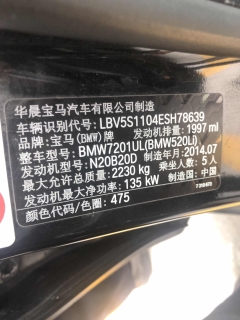 华晨宝马汽车有限公司制造
车辆识别代号: LBV5S1104ESH78639
品牌: 宝马(BMW)牌 发动机排量: 1997 ml
整车型号: BMW7201UL(BMW520Li)
发动机型号: N20B20D 制造年月: 2014.07
最大允许总质量: 2230 kg 乘坐人数: 5 人
发动机最大净功率: 135 kW 制造国: 中国
颜色代码/色圈: 475